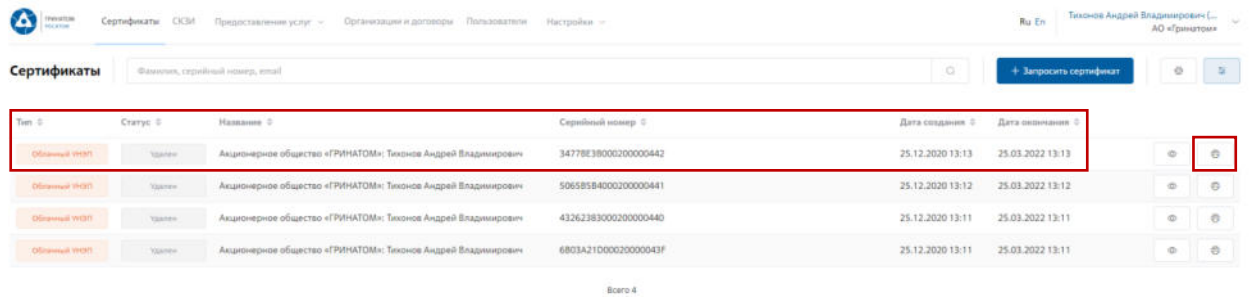 ГРИНАТОМ
РОСАТОМ
Сертификаты СКЗИ Предоставление услуг Организации и договоры Пользователи Настройки
Ru En
Тихонов Андрей Владимирович (...
АО «Гринатом»
Сертификаты
Фамилия, серийный номер, email
+ Запросить сертификат
Тип Статус Название Серийный номер Дата создания Дата окончания
Облачный УНЭП Удален Акционерное общество «ГРИНАТОМ»: Тихонов Андрей Владимирович 3477BE3B000200000442 25.12.2020 13:13 25.03.2022 13:13
Облачный УНЭП Удален Акционерное общество «ГРИНАТОМ»: Тихонов Андрей Владимирович 5065B5B4000200000441 25.12.2020 13:12 25.03.2022 13:12
Облачный УНЭП Удален Акционерное общество «ГРИНАТОМ»: Тихонов Андрей Владимирович 43262383000200000440 25.12.2020 13:11 25.03.2022 13:11
Облачный УНЭП Удален Акционерное общество «ГРИНАТОМ»: Тихонов Андрей Владимирович 6B03A21D00020000043F 25.12.2020 13:11 25.03.2022 13:11
Всего 4